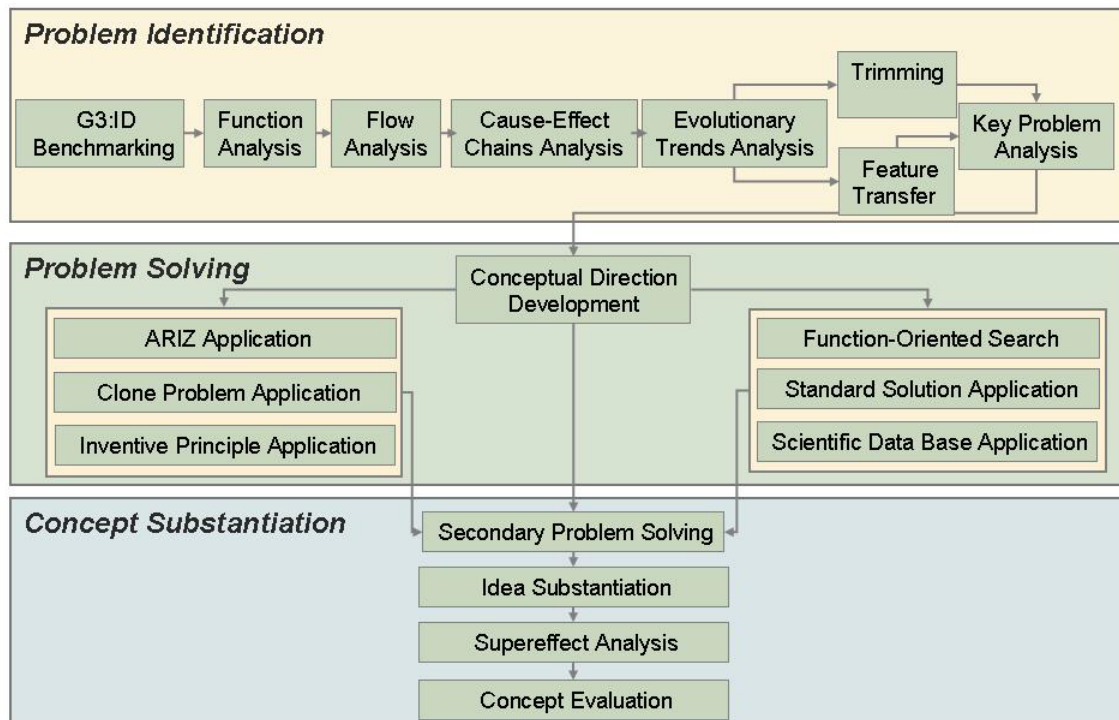 Problem Identification
G3:ID
Benchmarking
Function
Analysis
Flow
Analysis
Cause-Effect
Chains Analysis
Evolutionary
Trends Analysis
Trimming
Feature
Transfer
Key Problem
Analysis
Problem Solving
Conceptual Direction
Development
ARIZ Application
Clone Problem Application
Inventive Principle Application
Function-Oriented Search
Standard Solution Application
Scientific Data Base Application
Concept Substantiation
Secondary Problem Solving
Idea Substantiation
Supereffect Analysis
Concept Evaluation